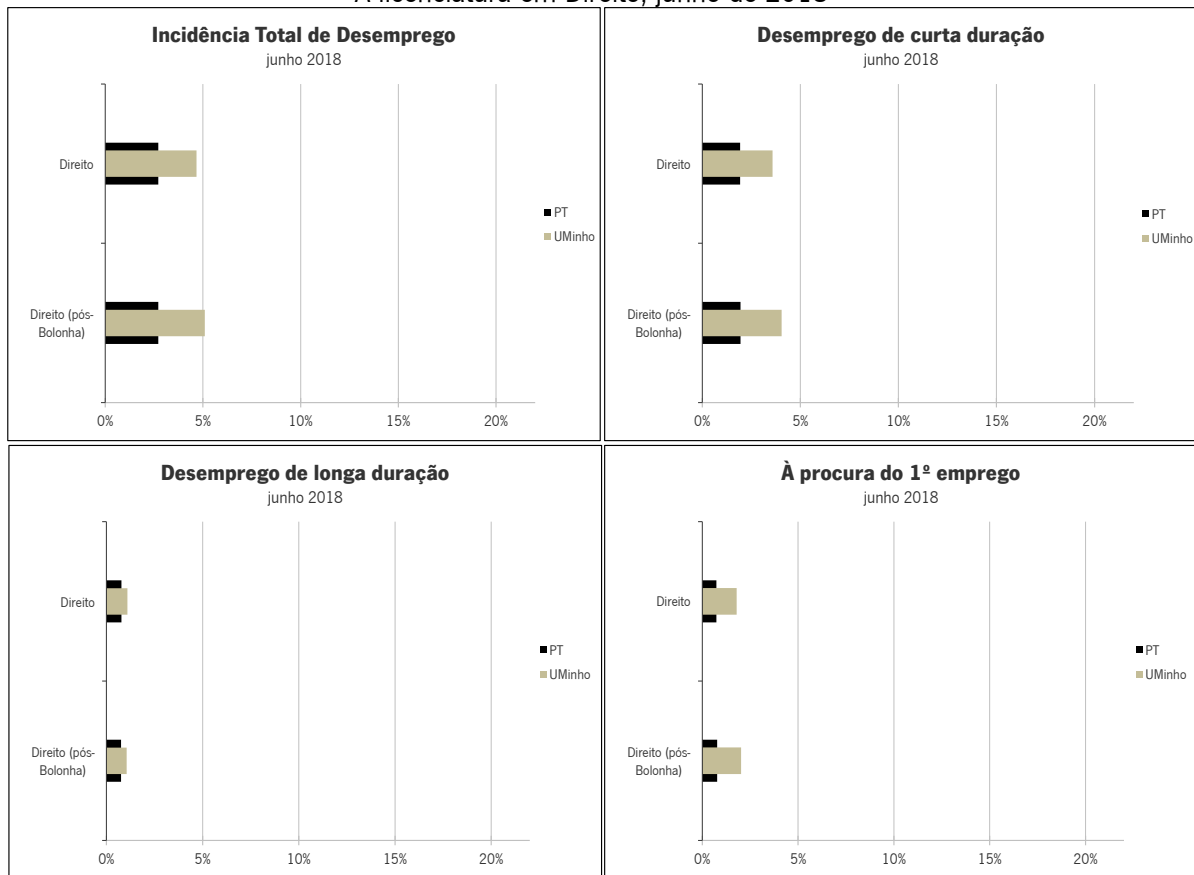 A licenciatura em Direito, junho de 2018
Incidência Total de Desemprego
junho 2018
Direito
Direito (pós-
Bolonha)
0% 5% 10% 15% 20%
PT
UMinho
Desemprego de curta duração
junho 2018
Direito
Direito (pós-
Bolonha)
0% 5% 10% 15% 20%
PT
UMinho
Desemprego de longa duração
junho 2018
Direito
Direito (pós-
Bolonha)
0% 5% 10% 15% 20%
PT
UMinho
À procura do 1º emprego
junho 2018
Direito
Direito (pós-
Bolonha)
0% 5% 10% 15% 20%
PT
UMinho